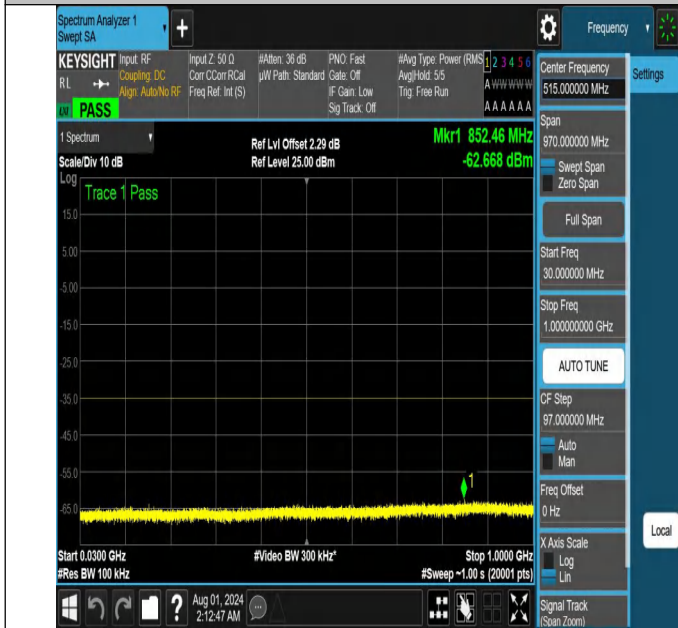 Spectrum Analyzer 1
Swept SA
+
Frequency
KEYSIGHT
RL
PASS
Input: RF
Coupling: DC
Align: Auto/No RF
Input Z: 50 Ω
Corr CCorr RCal
Freq Ref: Int (S)
#Atten: 36 dB
µW Path: Standard
PNO: Fast
Gate: Off
IF Gain: Low
Sig Track: Off
#Avg Type: Power (RMS
Avg|Hold: 5/5
Trig: Free Run
1 2 3 4 5 6
A W W W W W
A A A A A A
1 Spectrum
Scale/Div 10 dB
Log
Ref Lvl Offset 2.29 dB
Ref Level 25.00 dBm
Mkr1 852.46 MHz
-62.668 dBm
Trace 1 Pass
15.0
5.00
-5.00
-15.0
-25.0
-35.0
-45.0
-55.0
-65.0
1
Start 0.0300 GHz
#Res BW 100 kHz
#Video BW 300 kHz*
Stop 1.0000 GHz
#Sweep ~1.00 s (20001 pts)
?
Aug 01, 2024
2:12:47 AM
Center Frequency
515.000000 MHz
Settings
Span
970.000000 MHz
Swept Span
Zero Span
Full Span
Start Freq
30.000000 MHz
Stop Freq
1.000000000 GHz
AUTO TUNE
CF Step
97.000000 MHz
Auto
Man
Freq Offset
0 Hz
Local
X Axis Scale
Log
Lin
Signal Track
(Span Zoom)